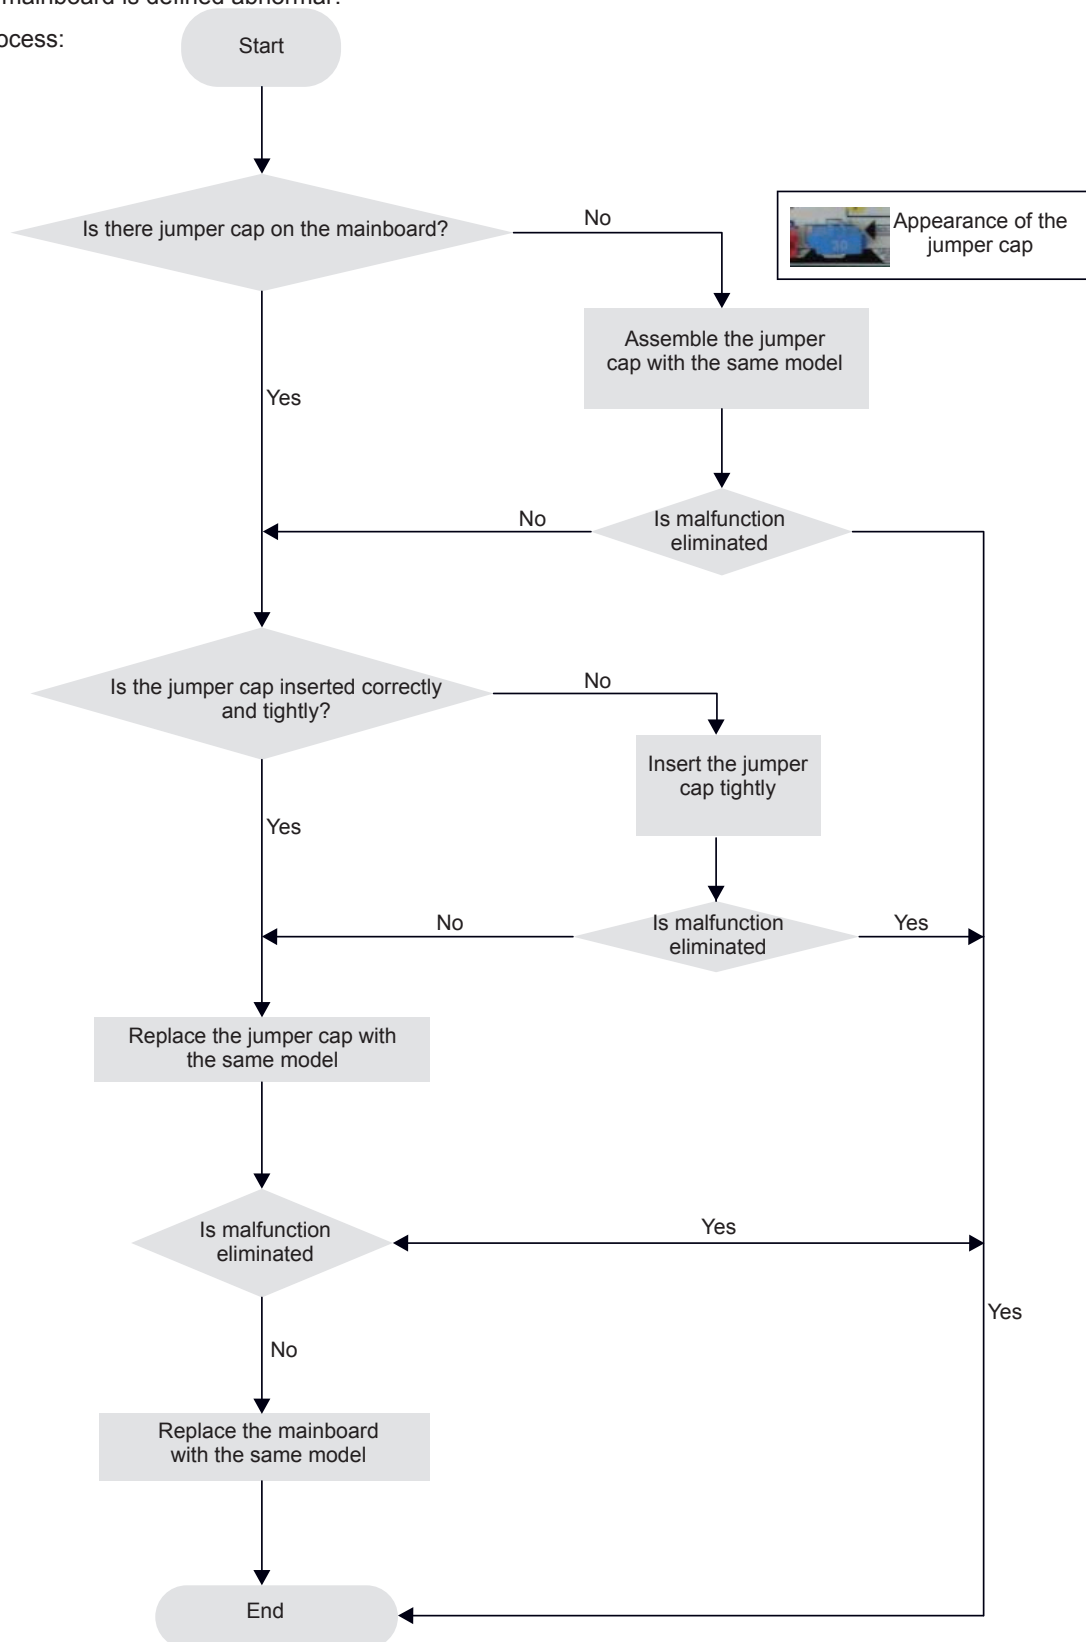 mainboard is defined abnormal.
ocess:
Start
Is there jumper cap on the mainboard?
No
Appearance of the
jumper cap
30
Assemble the jumper
cap with the same model
Yes
No
Is malfunction
eliminated
Is the jumper cap inserted correctly
and tightly?
No
Insert the jumper
cap tightly
Yes
No
Is malfunction
eliminated
Yes
Replace the jumper cap with
the same model
Is malfunction
eliminated
Yes
Yes
No
Replace the mainboard
with the same model
End